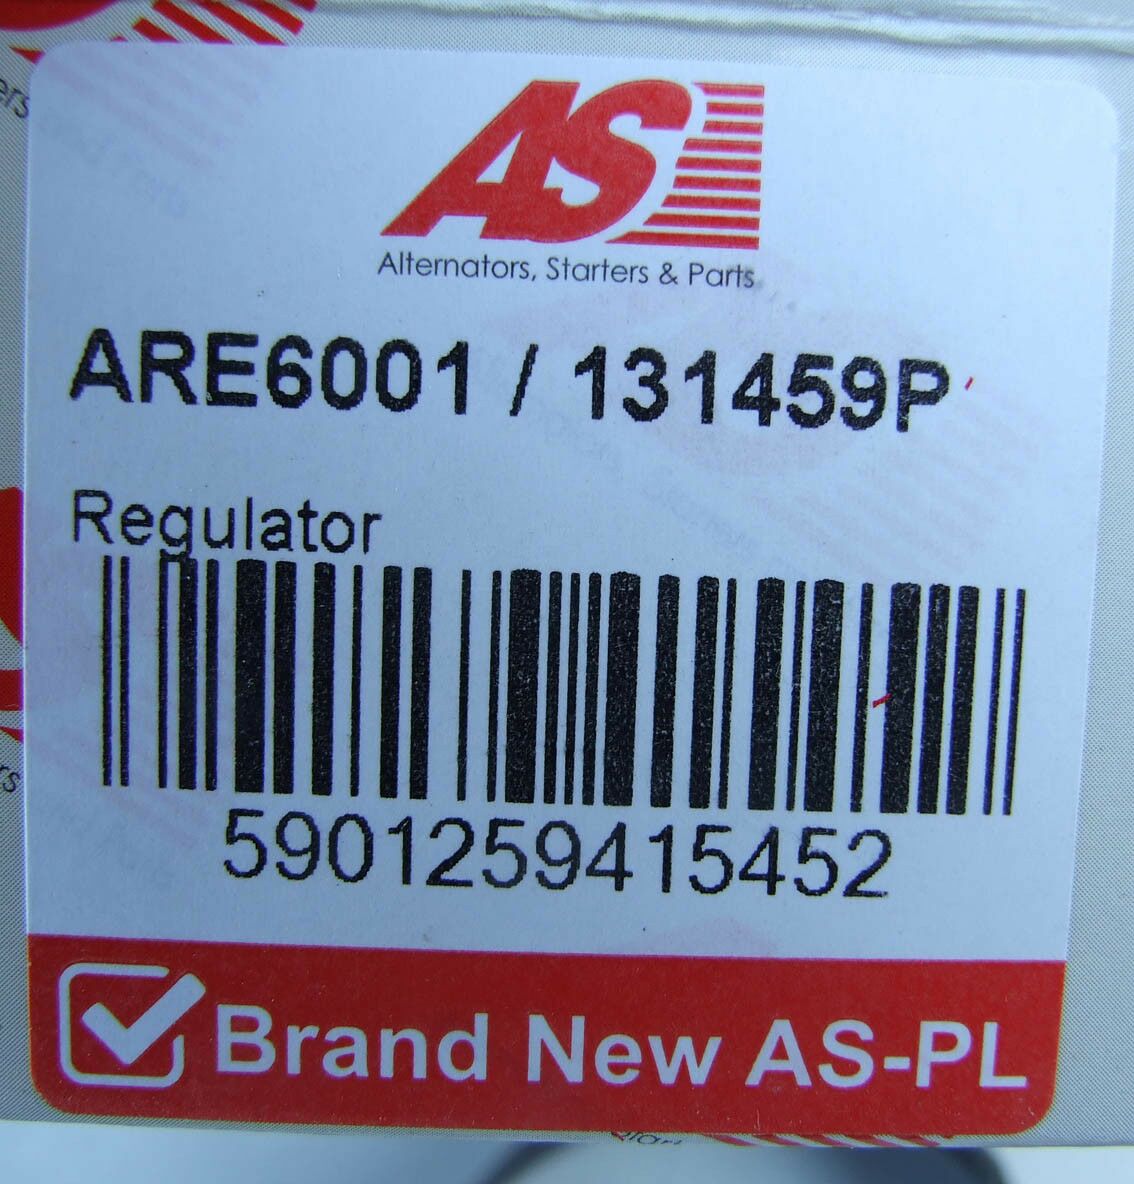 AS
Alternators, Starters & Parts
ARE6001 / 131459P
Regulator
5901259415452
Brand New AS-PL